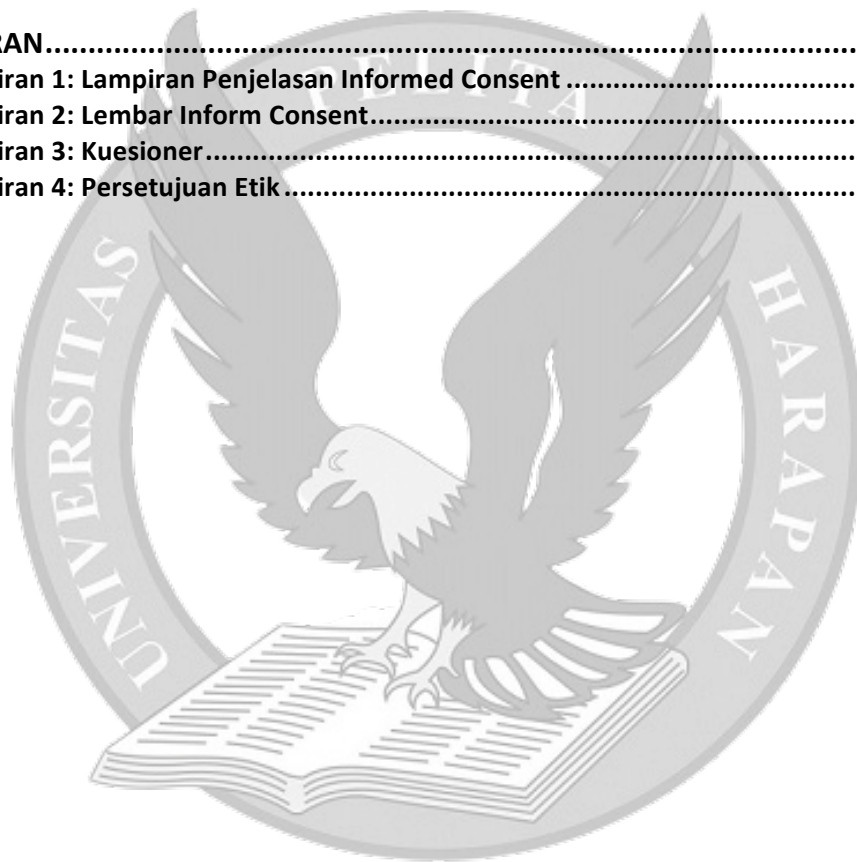 RAN....................................................................................................
iran 1: Lampiran Penjelasan Informed Consent ....................................
iran 2: Lembar Inform Consent............................................................
iran 3: Kuesioner................................................................................
iran 4: Persetujuan Etik.......................................................................
UNIVERSITAS PELITA HARAPAN